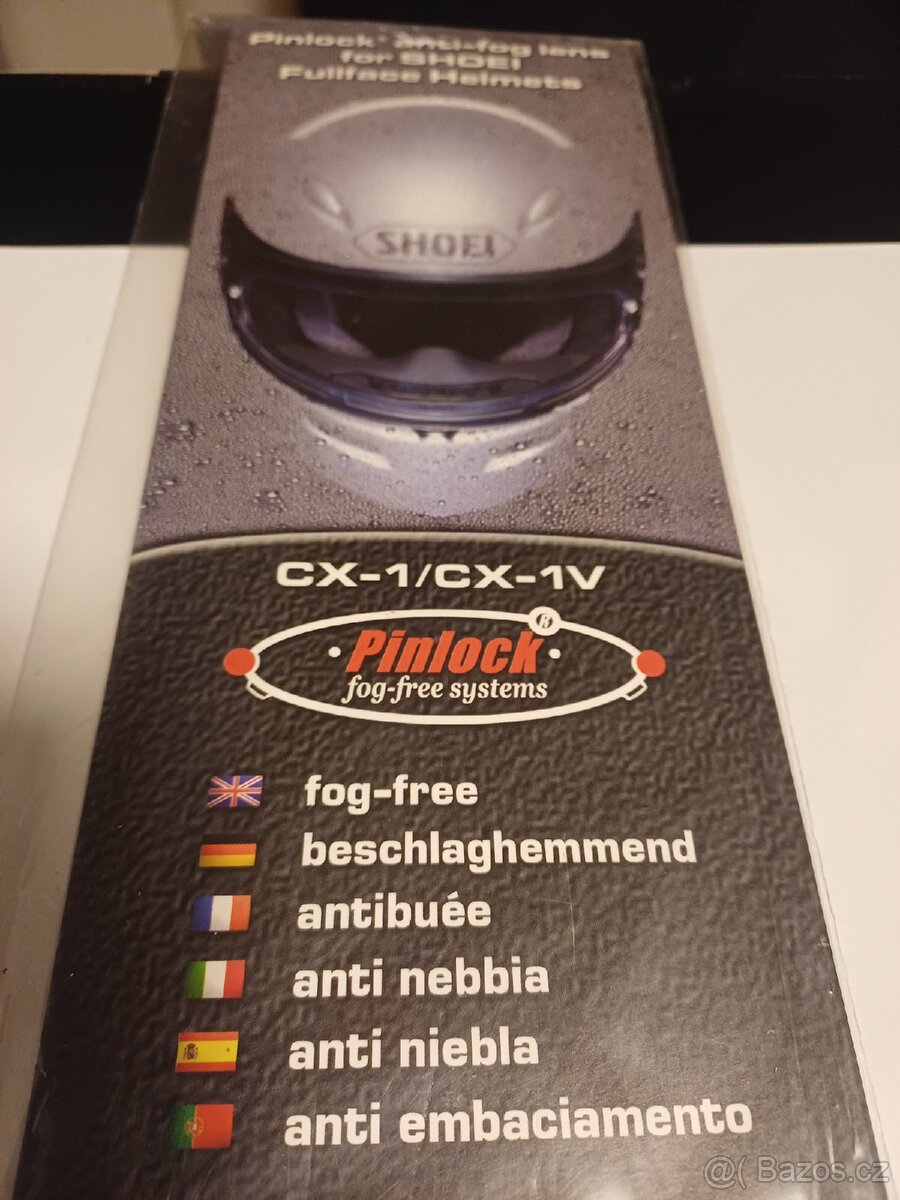 Pinlock® anti-fog lens
for SHOEI
Fullface Helmets
SHOEI
CX-1/CX-1V
Pinlock®
fog-free systems
fog-free
beschlaghemmend
antibuée
anti nebbia
anti niebla
anti embaciamento
@( Bazos.cz